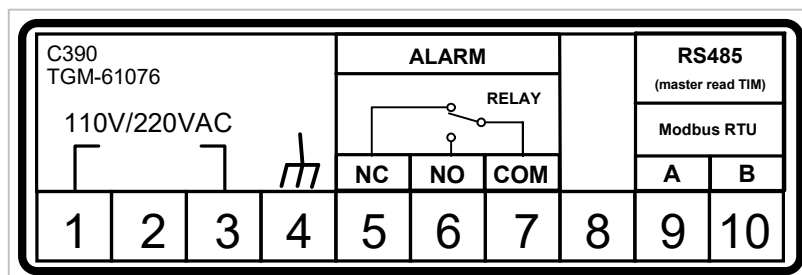 C390
TGM-61076
110V/220VAC
ALARM
RELAY
NC NO COM
RS485
(master read TIM)
Modbus RTU
A B
1 2 3 4 5 6 7 8 9 10